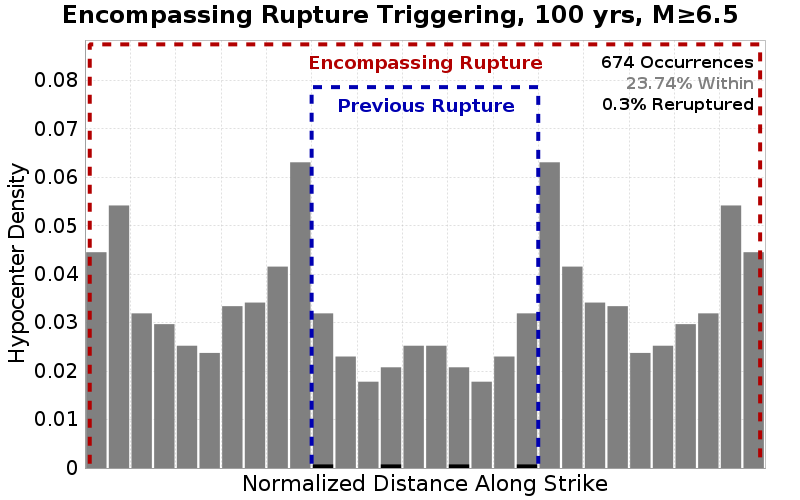 Encompassing Rupture Triggering, 100 yrs, M≥6.5
Encompassing Rupture
674 Occurrences
23.74% Within
Previous Rupture
0.3% Reruptured
Hypocenter Density
0.08
0.07
0.06
0.05
0.04
0.03
0.02
0.01
0
Normalized Distance Along Strike